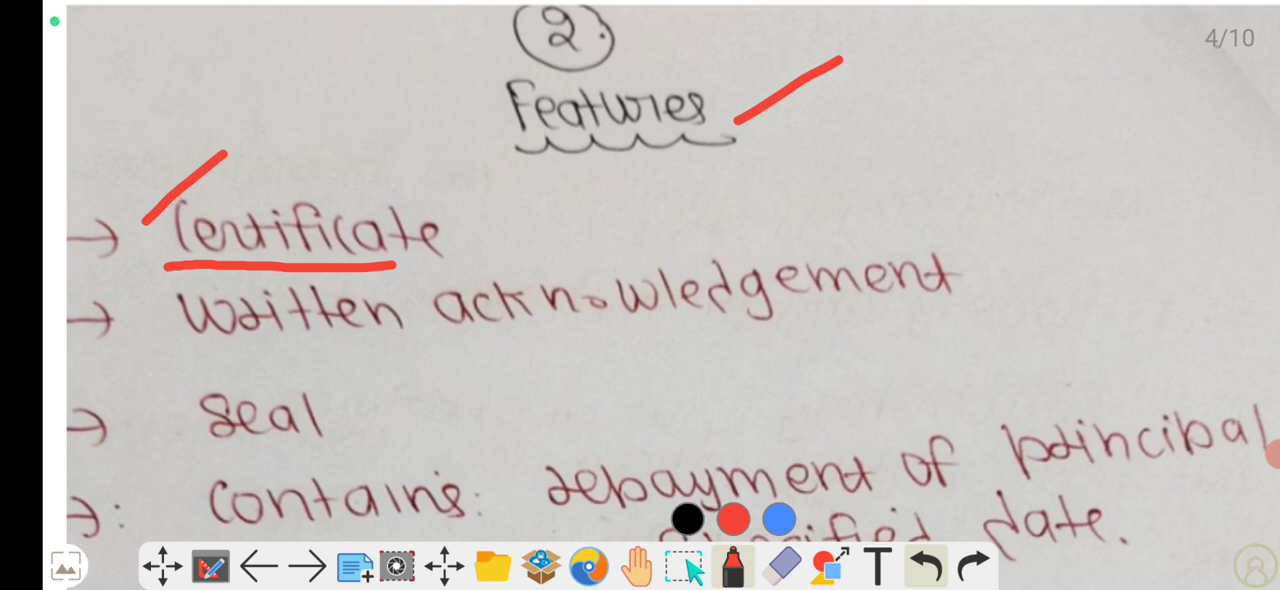 4/10
2.
Features
→ Certificate
→ Written acknowledgement
→ Seal
→: Contains: repayment of principal
date.
T